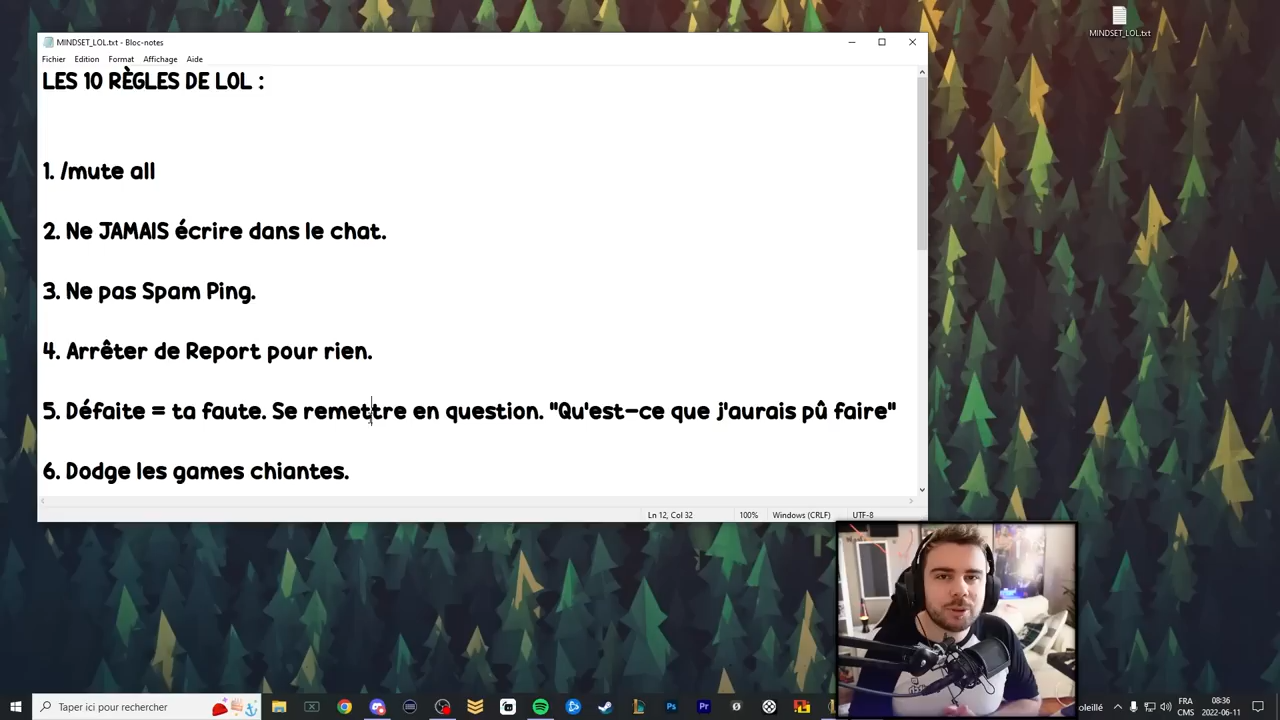 MINDSET_LOL.txt - Bloc-notes
Fichier Edition Format Affichage Aide
LES 10 RÈGLES DE LOL :
1. /mute all
2. Ne JAMAIS écrire dans le chat.
3. Ne pas Spam Ping.
4. Arrêter de Report pour rien.
5. Défaite = ta faute. Se remettre en question. "Qu'est-ce que j'aurais pû faire"
6. Dodge les games chiantes.
Ln 12, Col 32 100% Windows (CRLF) UTF-8
MINDSET_LOL.txt
Taper ici pour rechercher
Ps
Pr
oleillé
FRA
CMS
08:36
2022-06-11